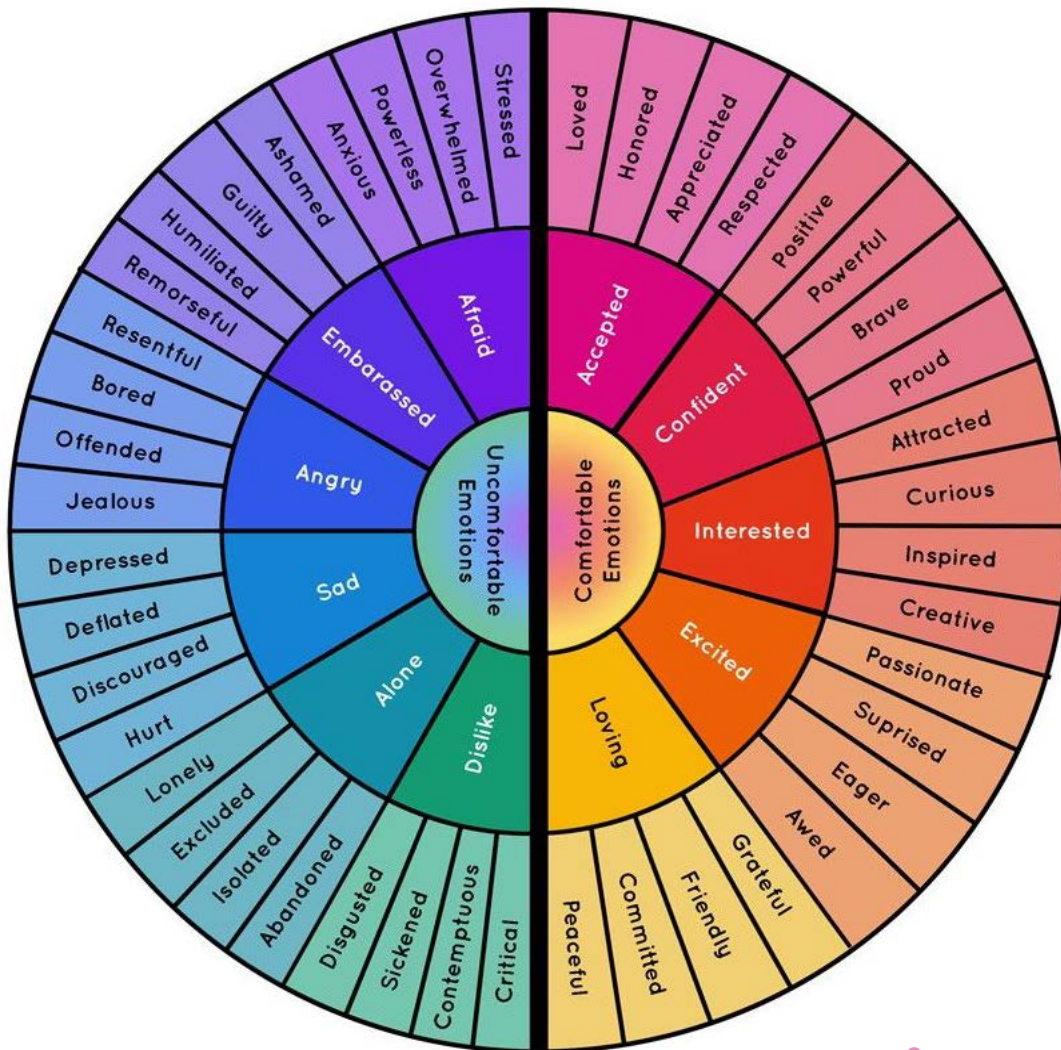 Uncomfortable
Emotions
Comfortable
Emotions
Afraid
Embarassed
Angry
Sad
Alone
Dislike
Accepted
Confident
Interested
Excited
Loving
Stressed
Overwhelmed
Powerless
Anxious
Ashamed
Guilty
Humiliated
Remorseful
Resentful
Bored
Offended
Jealous
Depressed
Deflated
Discouraged
Hurt
Lonely
Excluded
Isolated
Abandoned
Disgusted
Sickened
Contemptuous
Critical
Loved
Honored
Appreciated
Respected
Positive
Powerful
Brave
Proud
Attracted
Curious
Inspired
Creative
Passionate
Suprised
Eager
Awed
Grateful
Friendly
Committed
Peaceful